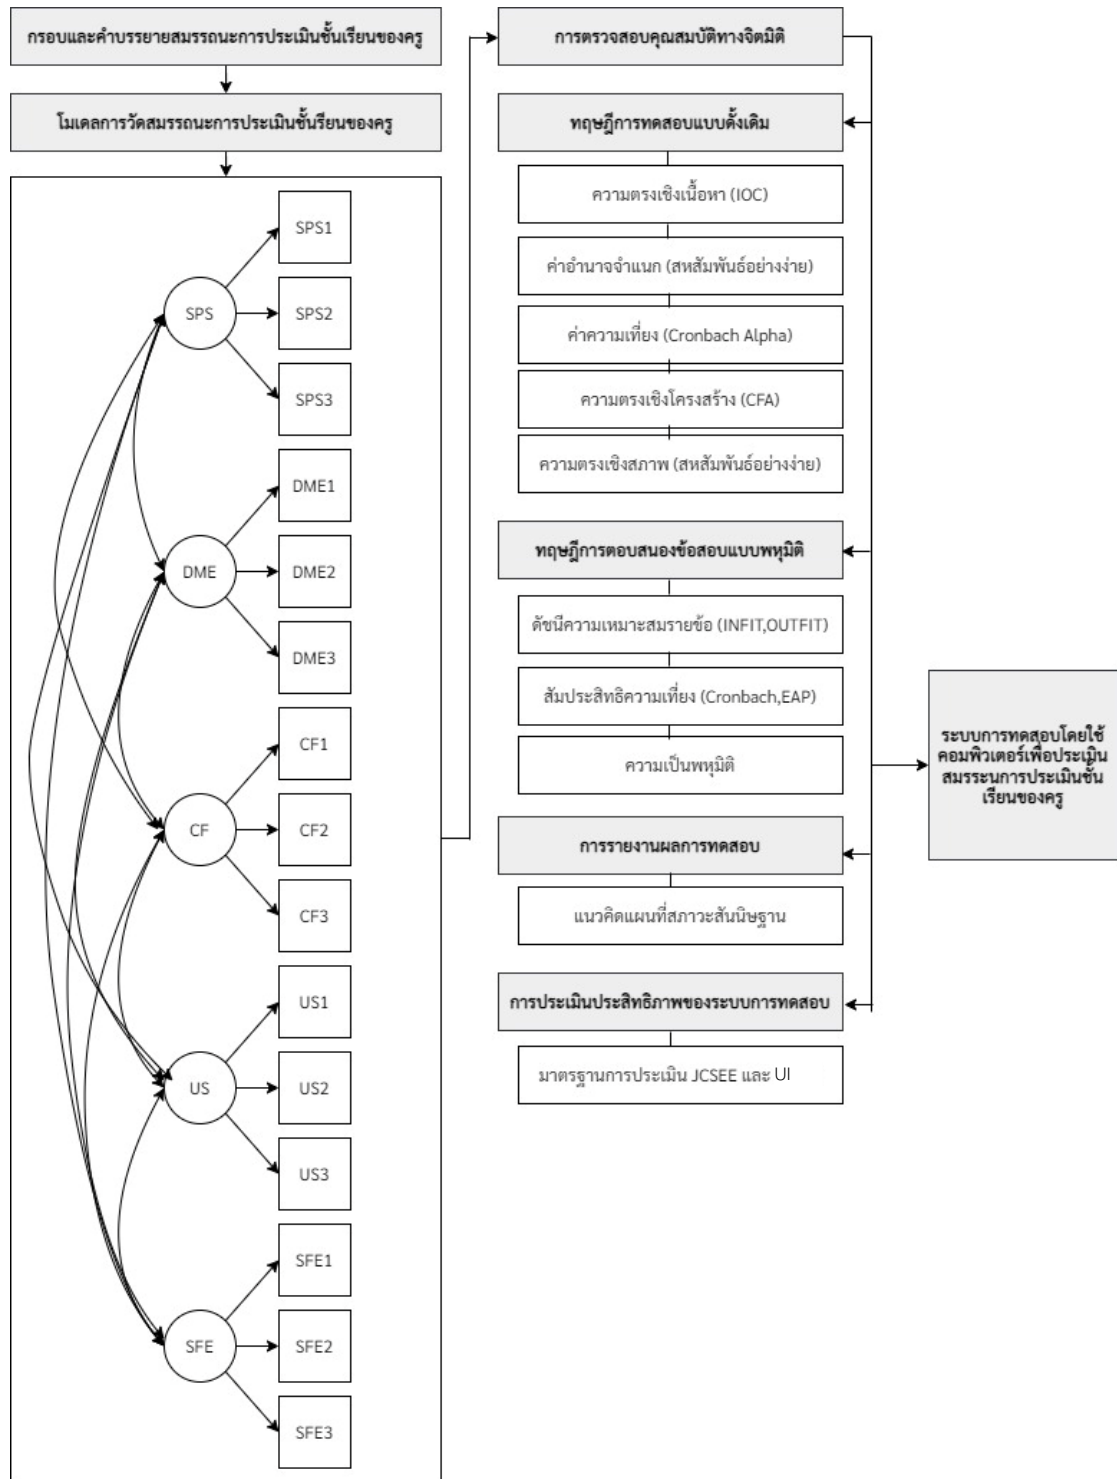 กรอบและคำบรรยายสมรรถนะการประเมินชั้นเรียนของครู
โมเดลการวัดสมรรถนะการประเมินชั้นรียนของครู
SPS
SPS1
SPS2
SPS3
DME
DME1
DME2
DME3
CF
CF1
CF2
CF3
US
US1
US2
US3
SFE
SFE1
SFE2
SFE3
การตรวจสอบคุณสมบัติทางจิตมิติ
ทฤษฎีการทดสอบแบบดั้งเดิม
ความตรงเชิงเนื้อหา (IOC)
ค่าอำนาจจำแนก (สหสัมพันธ์อย่างง่าย)
ค่าความเที่ยง (Cronbach Alpha)
ความตรงเชิงโครงสร้าง (CFA)
ความตรงเชิงสภาพ (สหสัมพันธ์อย่างง่าย)
ทฤษฎีการตอบสนองข้อสอบแบบพหุมิติ
ดัชนีความเหมาะสมรายข้อ (INFIT,OUTFIT)
สัมประสิทธิความเที่ยง (Cronbach,EAP)
ความเป็นพหุมิติ
การรายงานผลการทดสอบ
แนวคิดแผนที่สภาวะสันนิษฐาน
การประเมินประสิทธิภาพของระบบการทดสอบ
มาตรฐานการประเมิน JCSEE และ UI
ระบบการทดสอบโดยใช้
คอมพิวเตอร์เพื่อประเมิน
สมรระนการประเมินชั้น
เรียนของครู